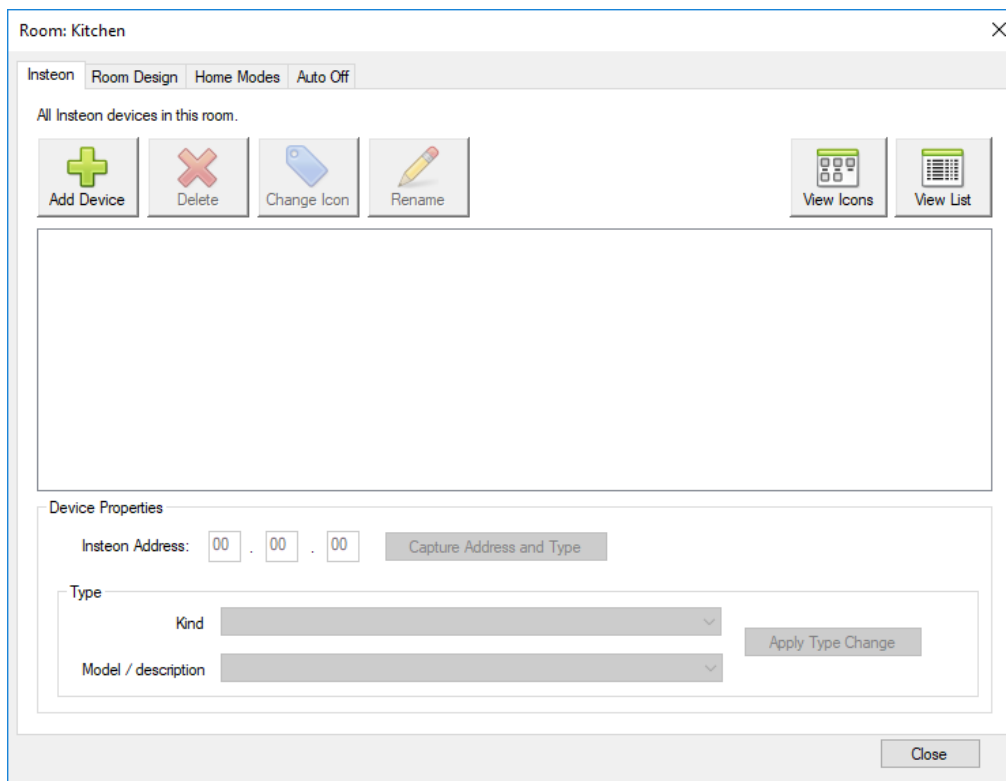 Room: Kitchen
Insteon Room Design Home Modes Auto Off
All Insteon devices in this room.
Add Device Delete Change Icon Rename View Icons View List
Device Properties
Insteon Address: 00 . 00 . 00 Capture Address and Type
Type
Kind
Apply Type Change
Model / description
Close